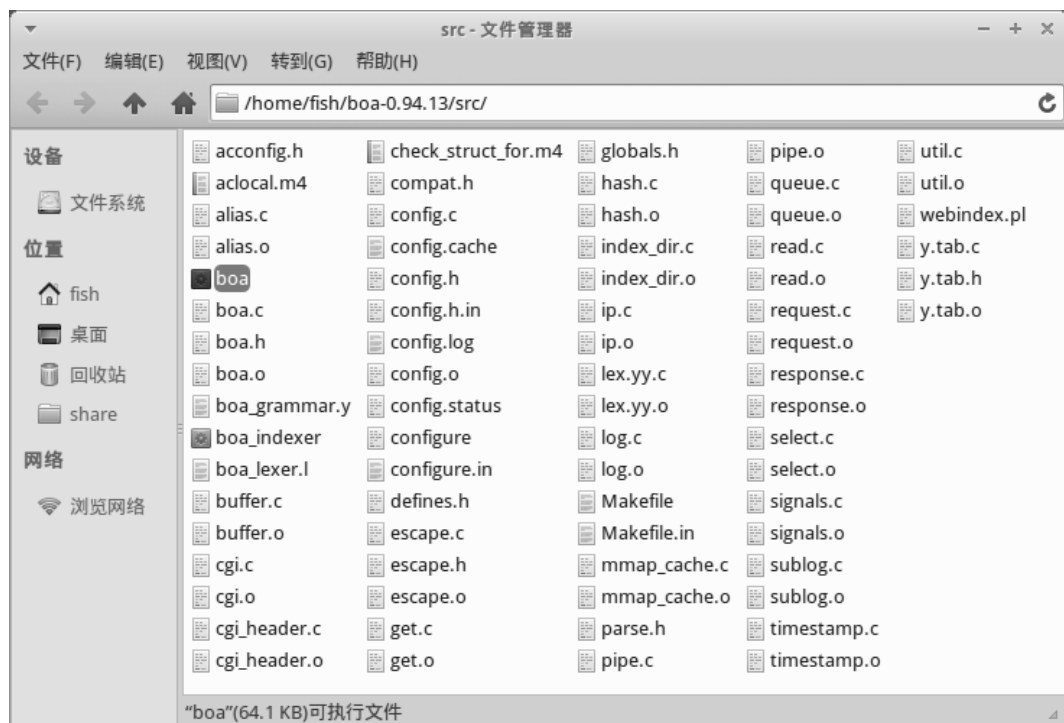 src - 文件管理器
文件(F) 编辑(E) 视图(V) 转到(G) 帮助(H)
/home/fish/boa-0.94.13/src/
设备
文件系统
位置
fish
桌面
回收站
share
网络
浏览网络
acconfig.h
aclocal.m4
alias.c
alias.o
boa
boa.c
boa.h
boa.o
boa_grammar.y
boa_indexer
boa_lexer.l
buffer.c
buffer.o
cgi.c
cgi.o
cgi_header.c
cgi_header.o
check_struct_for.m4
compat.h
config.c
config.cache
config.h
config.h.in
config.log
config.o
config.status
configure
configure.in
defines.h
escape.c
escape.h
escape.o
get.c
get.o
globals.h
hash.c
hash.o
index_dir.c
index_dir.o
ip.c
ip.o
lex.yy.c
lex.yy.o
log.c
log.o
Makefile
Makefile.in
mmap_cache.c
mmap_cache.o
parse.h
pipe.c
pipe.o
queue.c
queue.o
read.c
read.o
request.c
request.o
response.c
response.o
select.c
select.o
signals.c
signals.o
sublog.c
sublog.o
timestamp.c
timestamp.o
util.c
util.o
webindex.pl
y.tab.c
y.tab.h
y.tab.o
“boa”(64.1 KB)可执行文件